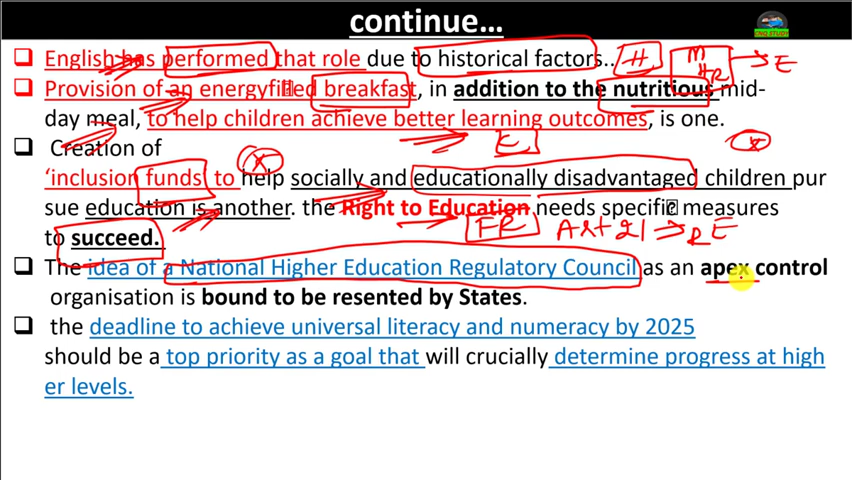 continue…
ENQ STUDY
❑ English has performed that role due to historical factors.. H M HR → E
❑ Provision of an energyfilled breakfast, in addition to the nutritious mid-
day meal, to help children achieve better learning outcomes, is one.
❑ Creation of
‘inclusion funds’ to help socially and educationally disadvantaged children pur
sue education is another. the Right to Education needs specific measures
to succeed. FR Art 21 → RE
❑ The idea of a National Higher Education Regulatory Council as an apex control
organisation is bound to be resented by States.
❑ the deadline to achieve universal literacy and numeracy by 2025
should be a top priority as a goal that will crucially determine progress at high
er levels.